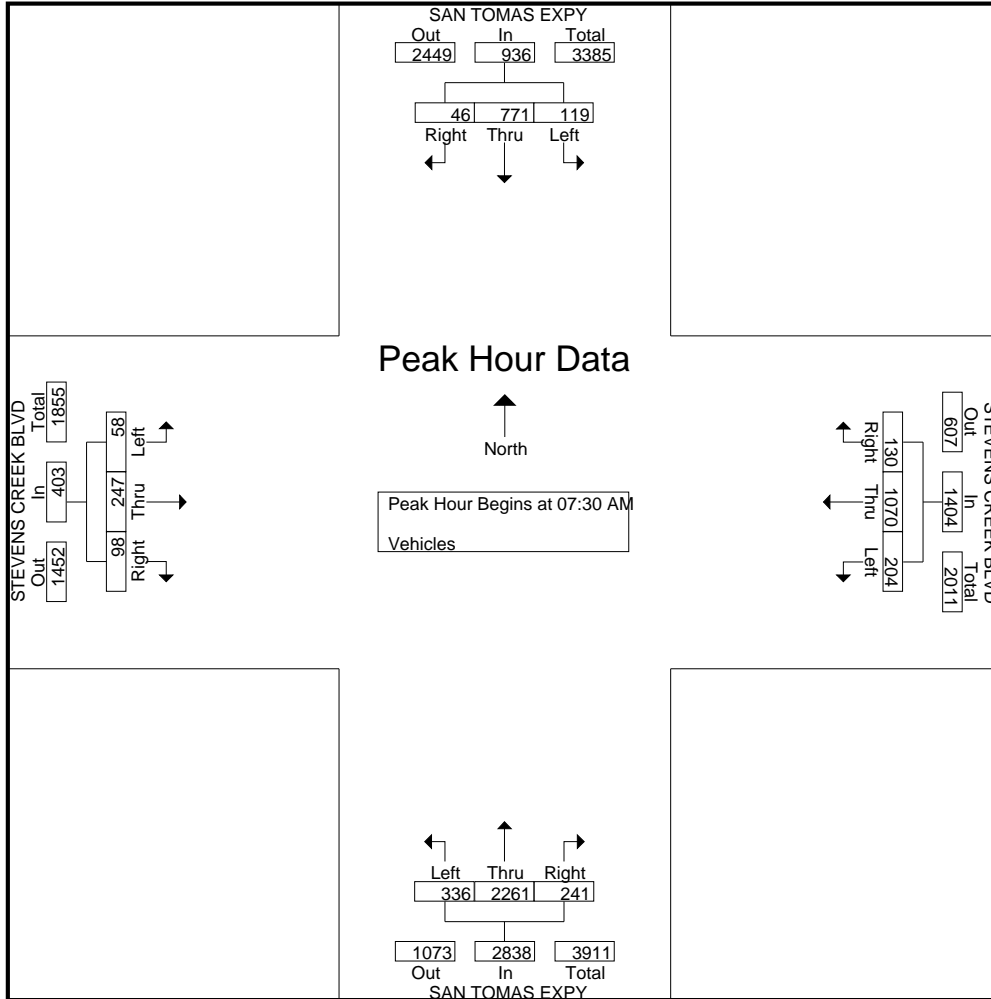 SAN TOMAS EXPY
Out In Total
2449 936 3385
46 771 119
Right Thru Left
Peak Hour Data
North
Peak Hour Begins at 07:30 AM
Vehicles
STEVENS CREEK BLVD
Total In Out
1855 403 1452
58 247 98
Left Thru Right
STEVENS CREEK BLVD
Out In Total
607 1404 2011
130 1070 204
Right Thru Left
Left Thru Right
336 2261 241
1073 2838 3911
Out In Total
SAN TOMAS EXPY